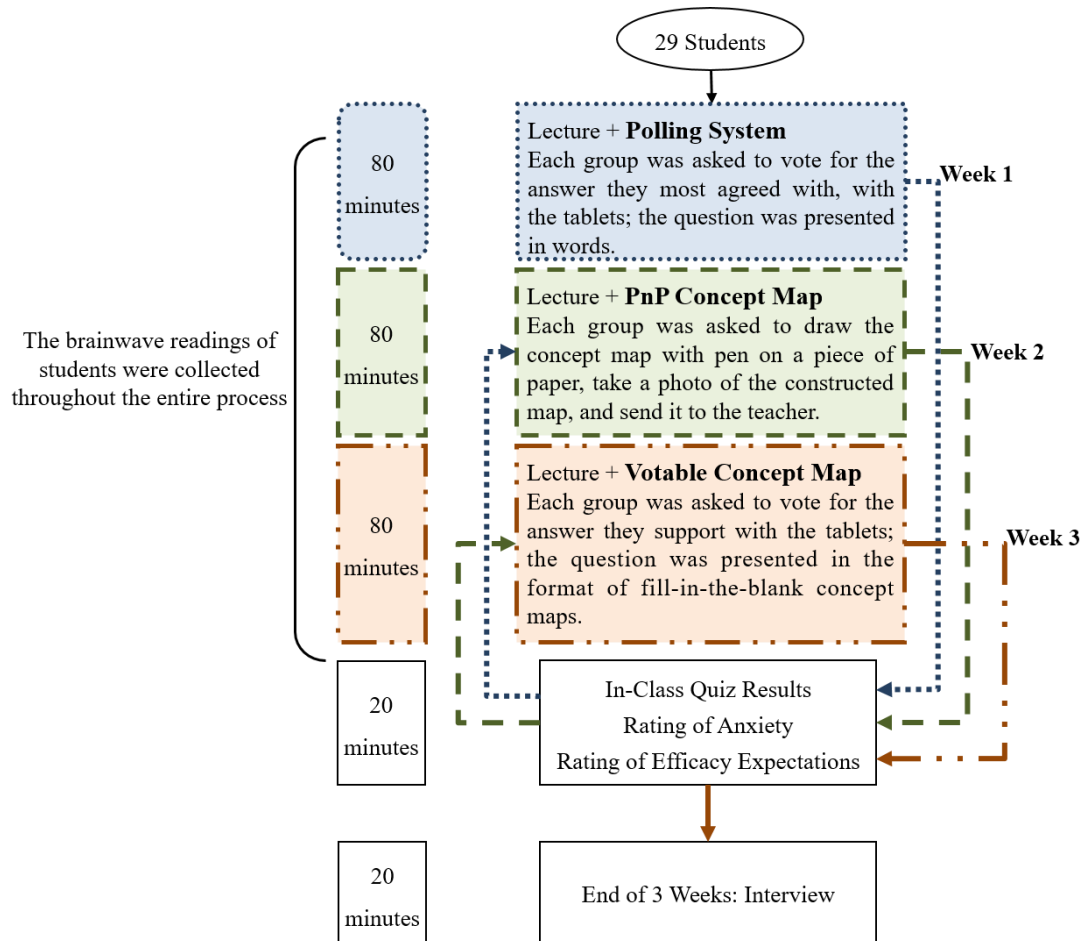 29 Students
80
minutes
Lecture + Polling System
Each group was asked to vote for the
answer they most agreed with, with
the tablets; the question was presented
in words.
Week 1
80
minutes
Lecture + PnP Concept Map
Each group was asked to draw the
concept map with pen on a piece of
paper, take a photo of the constructed
map, and send it to the teacher.
Week 2
The brainwave readings of
students were collected
throughout the entire process
80
minutes
Lecture + Votable Concept Map
Each group was asked to vote for the
answer they support with the tablets;
the question was presented in the
format of fill-in-the-blank concept
maps.
Week 3
20
minutes
In-Class Quiz Results
Rating of Anxiety
Rating of Efficacy Expectations
20
minutes
End of 3 Weeks: Interview